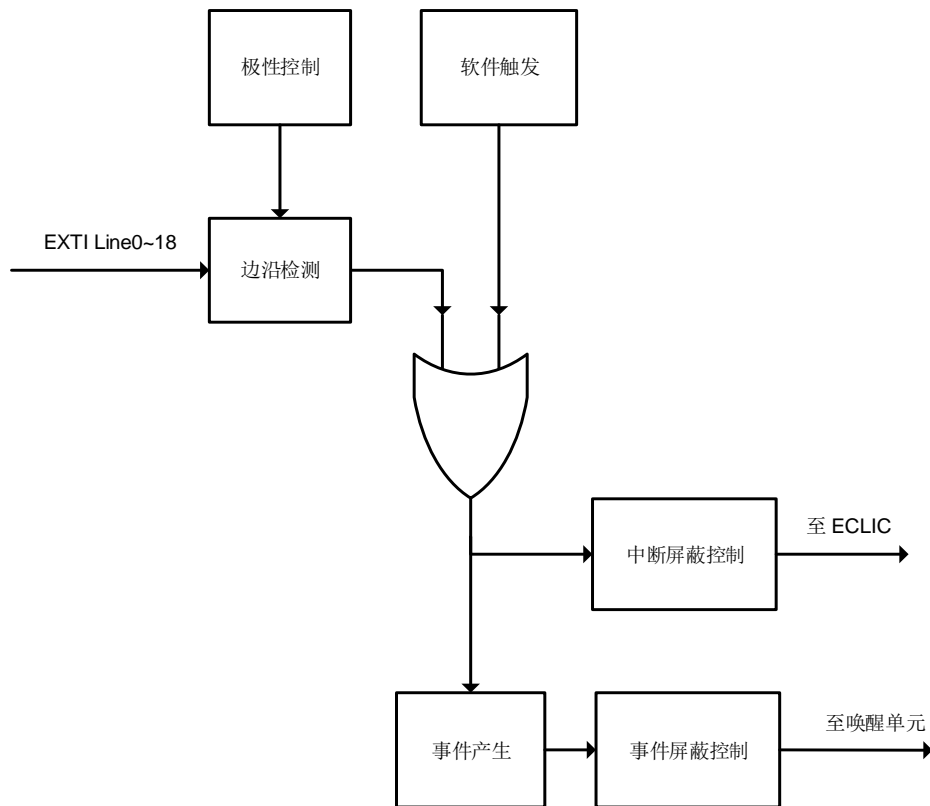 极性控制
软件触发
EXTI Line0~18
边沿检测
至 ECLIC
中断屏蔽控制
至唤醒单元
事件产生
事件屏蔽控制